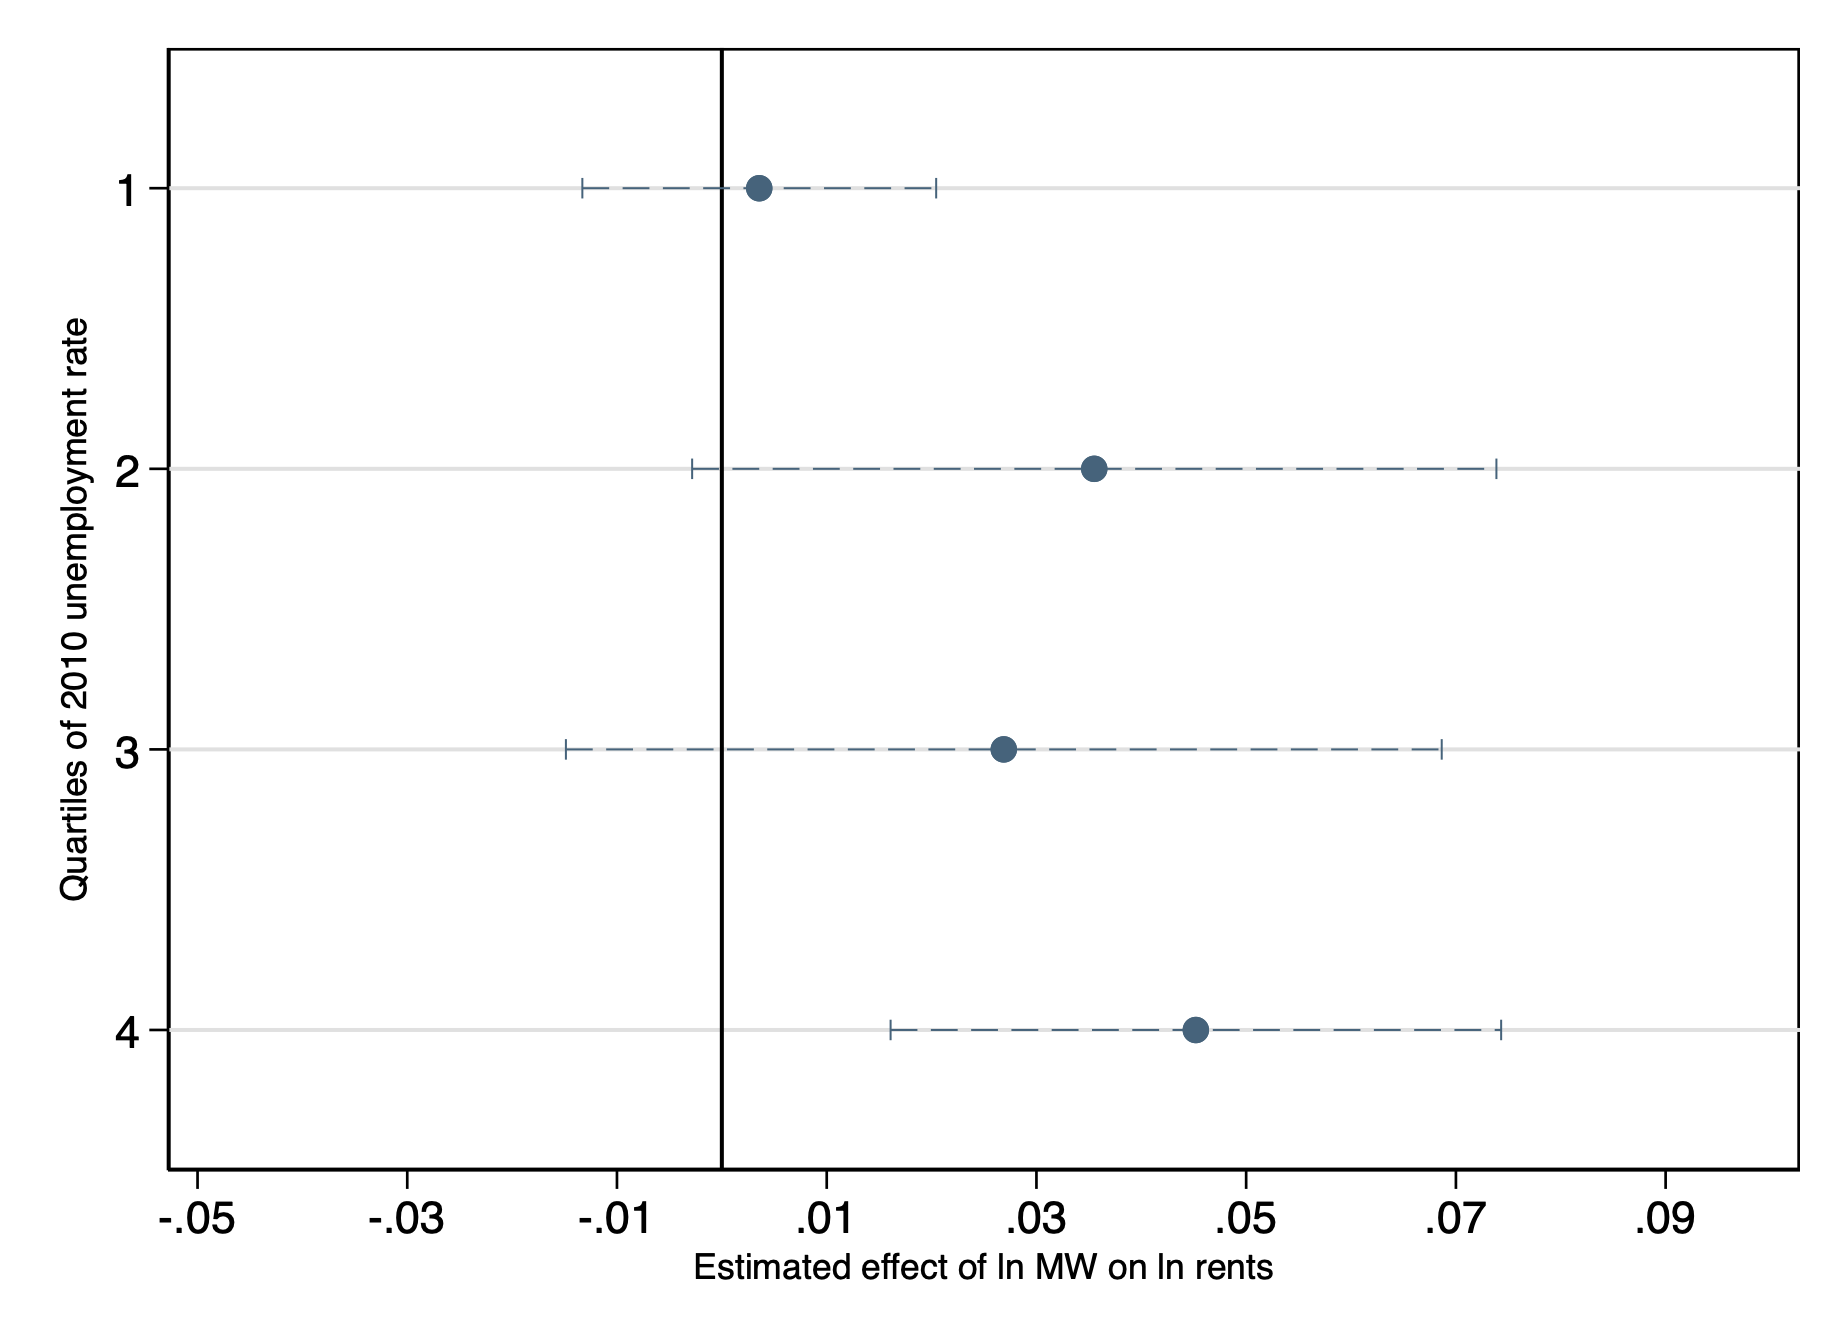 Quartiles of 2010 unemployment rate
1
2
3
4
-.05 -.03 -.01 .01 .03 .05 .07 .09
Estimated effect of ln MW on ln rents